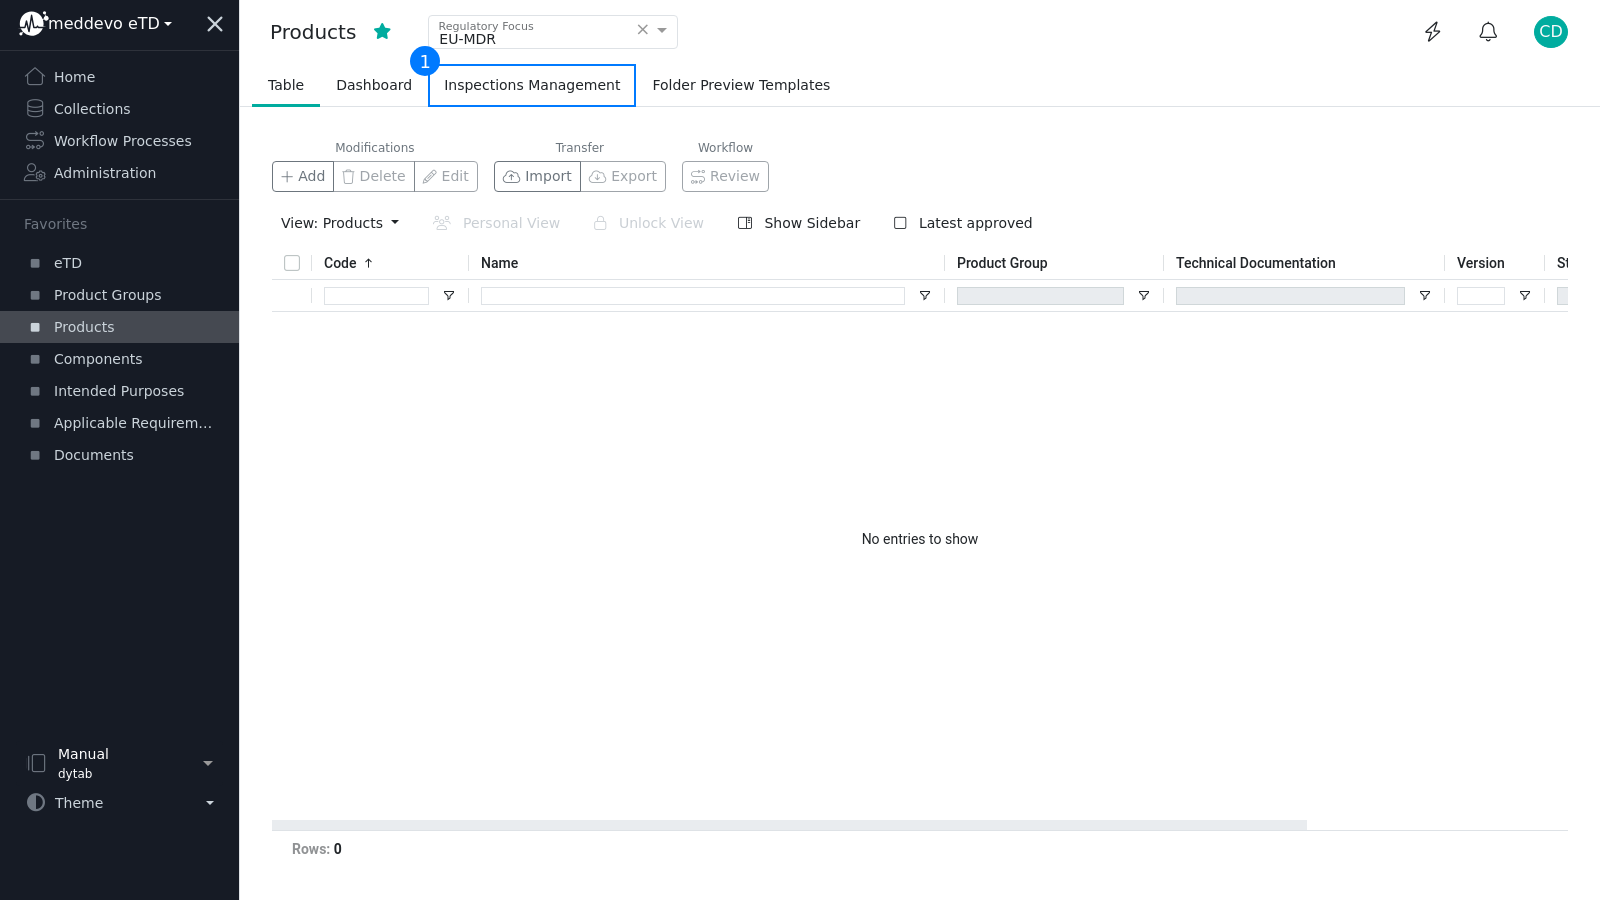 meddevo eTD
Home
Collections
Workflow Processes
Administration
Favorites
eTD
Product Groups
Products
Components
Intended Purposes
Applicable Requirem...
Documents
Manual
dytab
Theme
Products
Regulatory Focus
EU-MDR
CD
1
Table Dashboard Inspections Management Folder Preview Templates
Modifications Transfer Workflow
Add Delete Edit Import Export Review
View: Products Personal View Unlock View Show Sidebar Latest approved
Code Name Product Group Technical Documentation Version St
No entries to show
Rows: 0